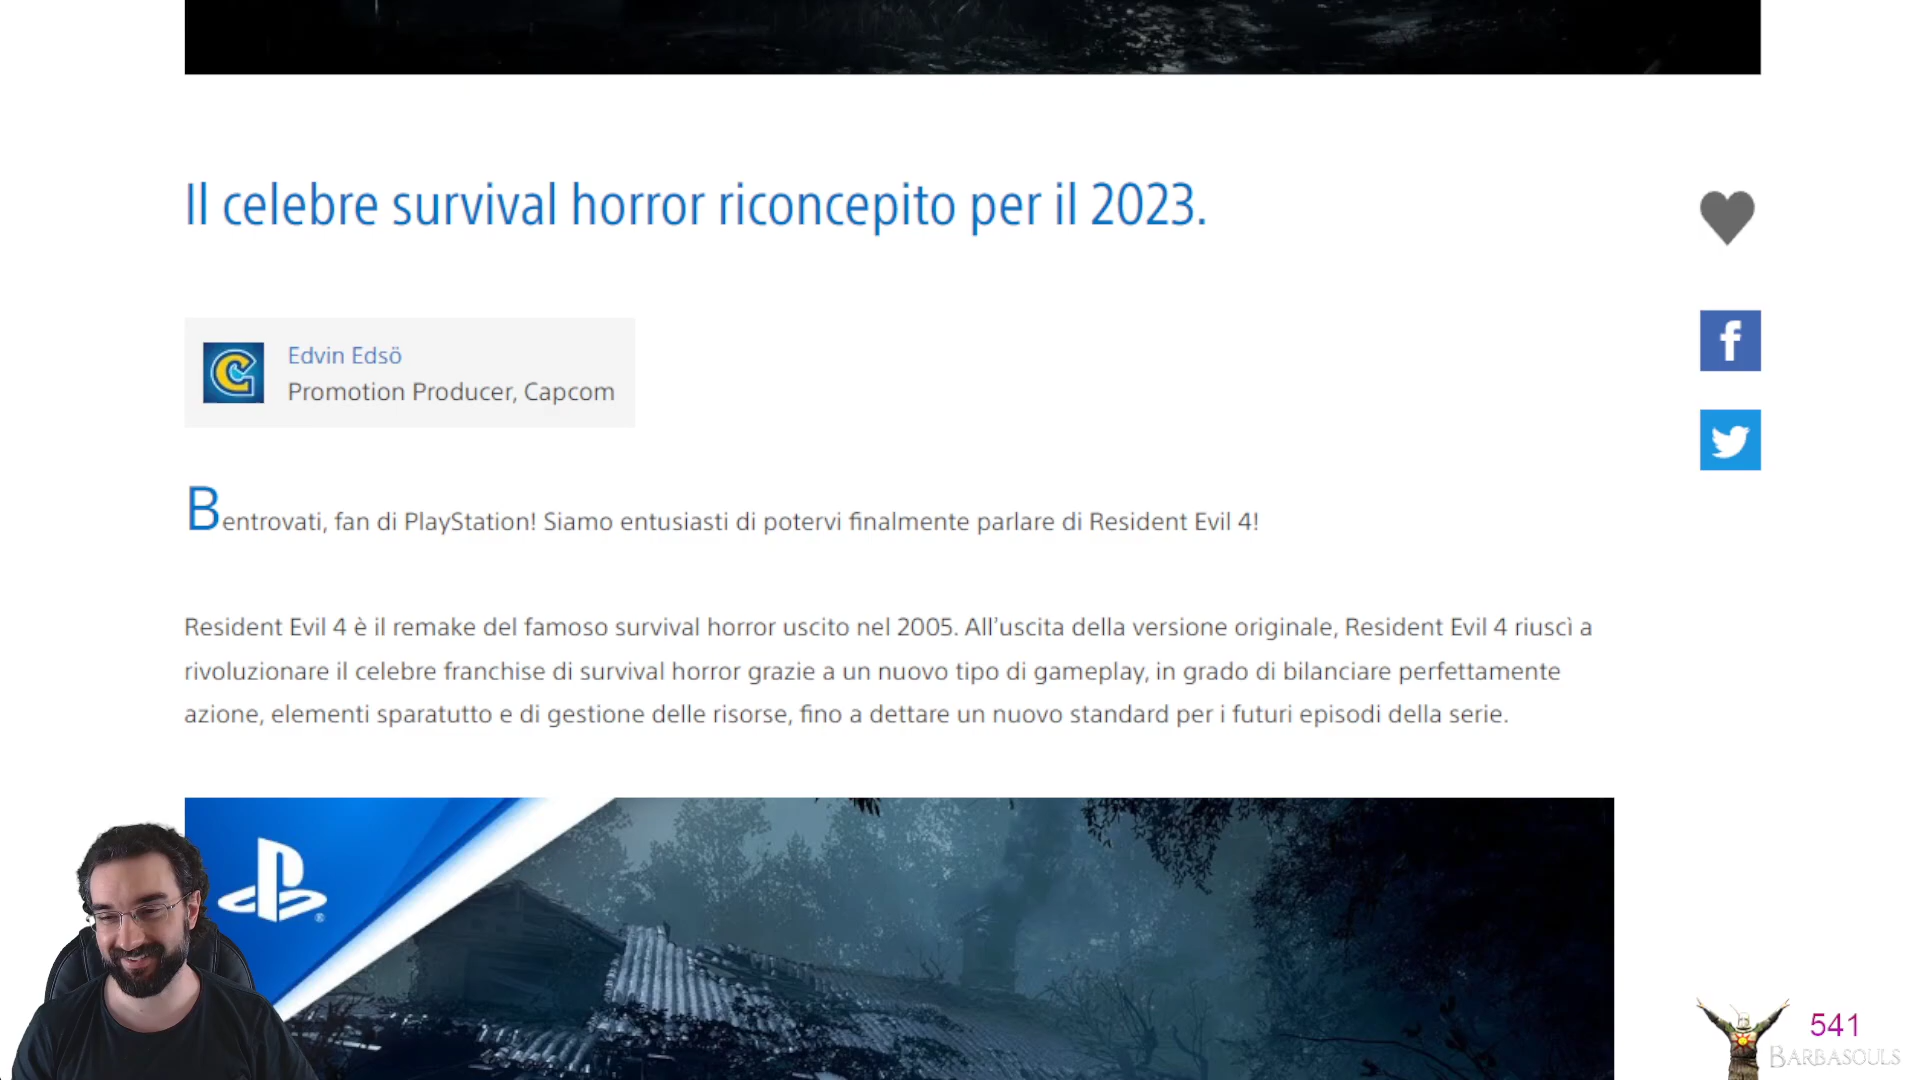 Il celebre survival horror riconcepito per il 2023.
Edvin Edsö
Promotion Producer, Capcom
Bentrovati, fan di PlayStation! Siamo entusiasti di potervi finalmente parlare di Resident Evil 4!
Resident Evil 4 è il remake del famoso survival horror uscito nel 2005. All’uscita della versione originale, Resident Evil 4 riuscì a
rivoluzionare il celebre franchise di survival horror grazie a un nuovo tipo di gameplay, in grado di bilanciare perfettamente
azione, elementi sparatutto e di gestione delle risorse, fino a dettare un nuovo standard per i futuri episodi della serie.
541
BARBASOULS